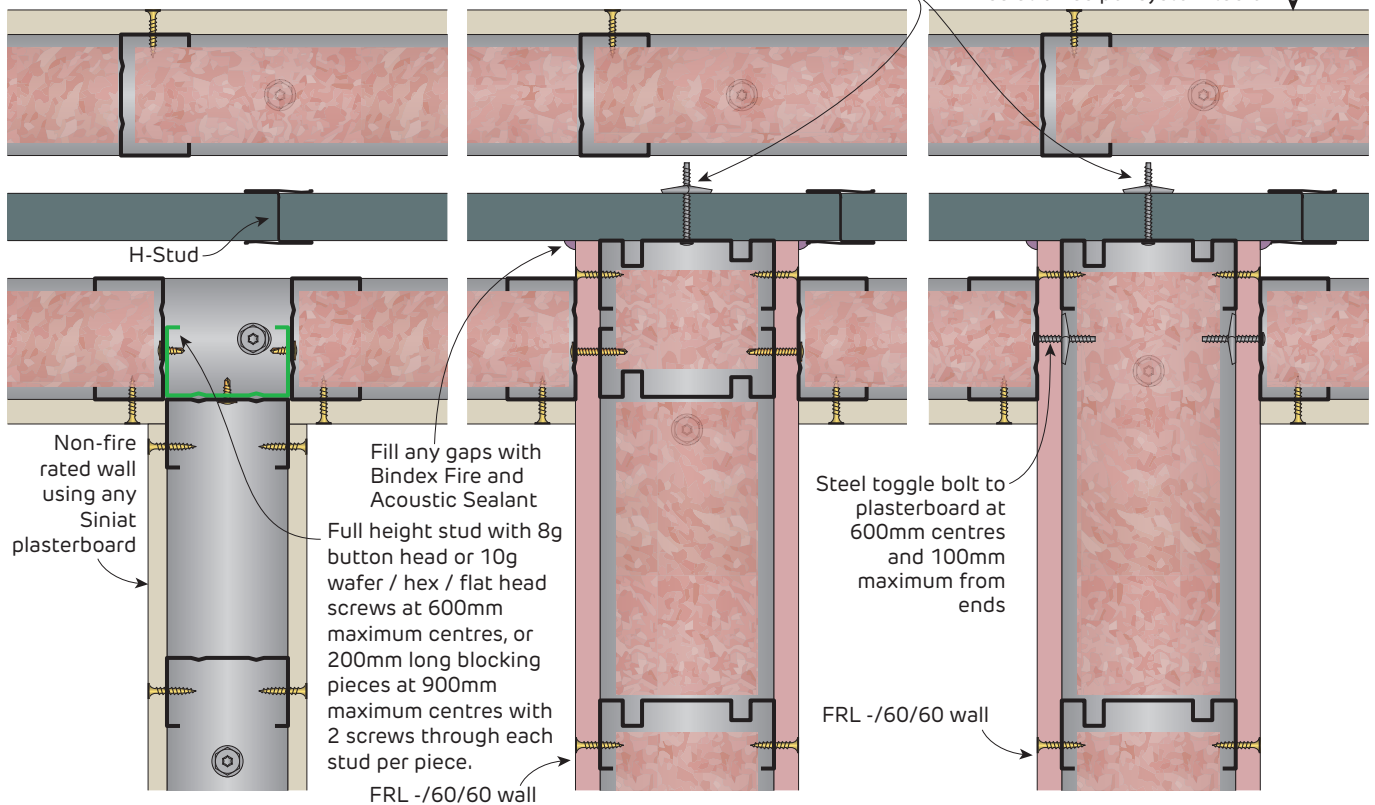 H-Stud
Non-fire
rated wall
using any
Siniat
plasterboard
Fill any gaps with
Bindex Fire and
Acoustic Sealant
Full height stud with 8g
button head or 10g
wafer / hex / flat head
screws at 600mm
maximum centres, or
200mm long blocking
pieces at 900mm
maximum centres with
2 screws through each
stud per piece.
FRL -/60/60 wall
Steel toggle bolt to
plasterboard at
600mm centres
and 100mm
maximum from
ends
FRL -/60/60 wall